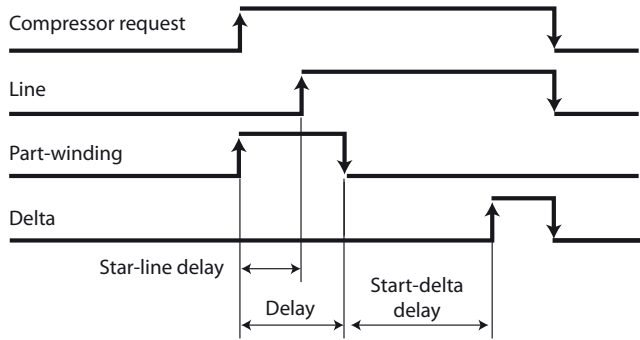 Compressor request
Line
Part-winding
Delta
Star-line delay
Delay
Start-delta
delay